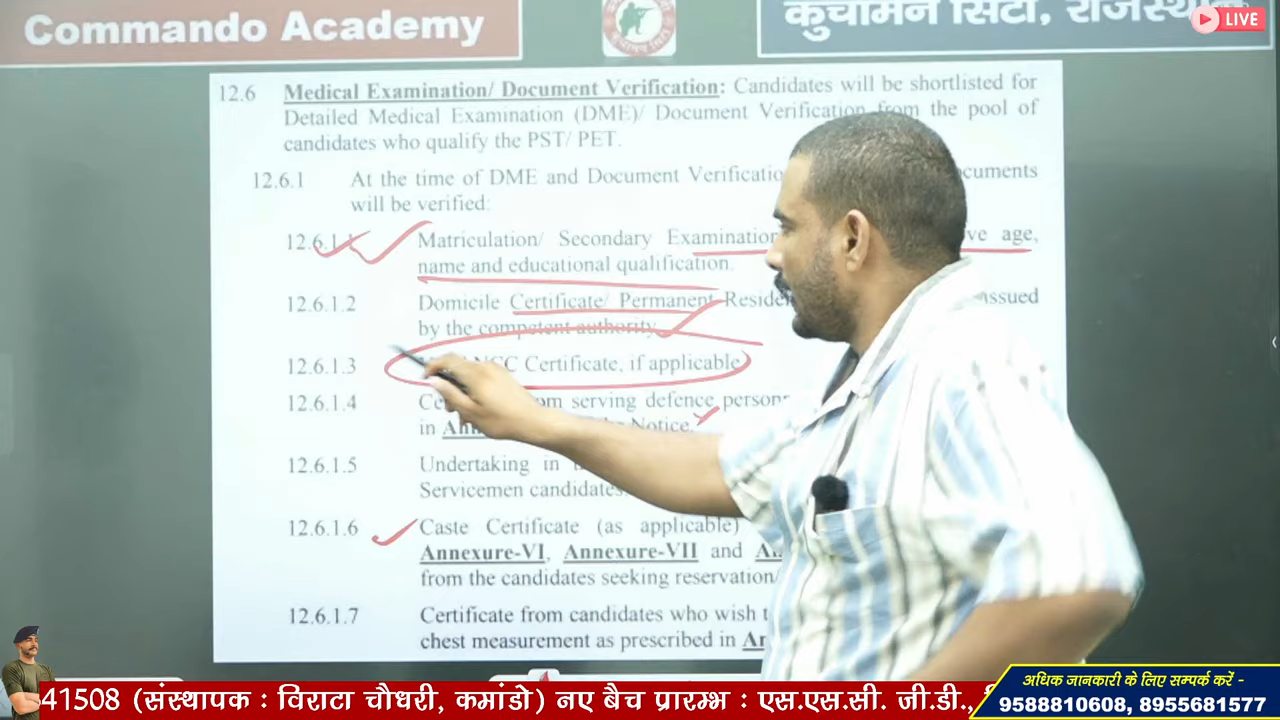 Commando Academy
कुचामन सिटी, राजस्थान
LIVE
12.6 Medical Examination/ Document Verification: Candidates will be shortlisted for
Detailed Medical Examination (DME)/ Document Verification from the pool of
candidates who qualify the PST/ PET.
12.6.1 At the time of DME and Document Verification
will be verified:
12.6.1.1 Matriculation/ Secondary Examination age,
name and educational qualification.
12.6.1.2 Domicile Certificate/ Permanent issued
by the competent authority.
12.6.1.3 NCC Certificate, if applicable
12.6.1.4 from serving defence
in Notice.
12.6.1.5 Undertaking in
Servicemen candidates
12.6.1.6 Caste Certificate (as applicable)
Annexure-VI, Annexure-VII and
from the candidates seeking reservation/
12.6.1.7 Certificate from candidates who wish
chest measurement as prescribed in
41508 (संस्थापक : विराटा चौधरी, कमांडो) नए बैच प्रारम्भ : एस.एस.सी. जी.डी.,
अधिक जानकारी के लिए सम्पर्क करें -
9588810608, 8955681577